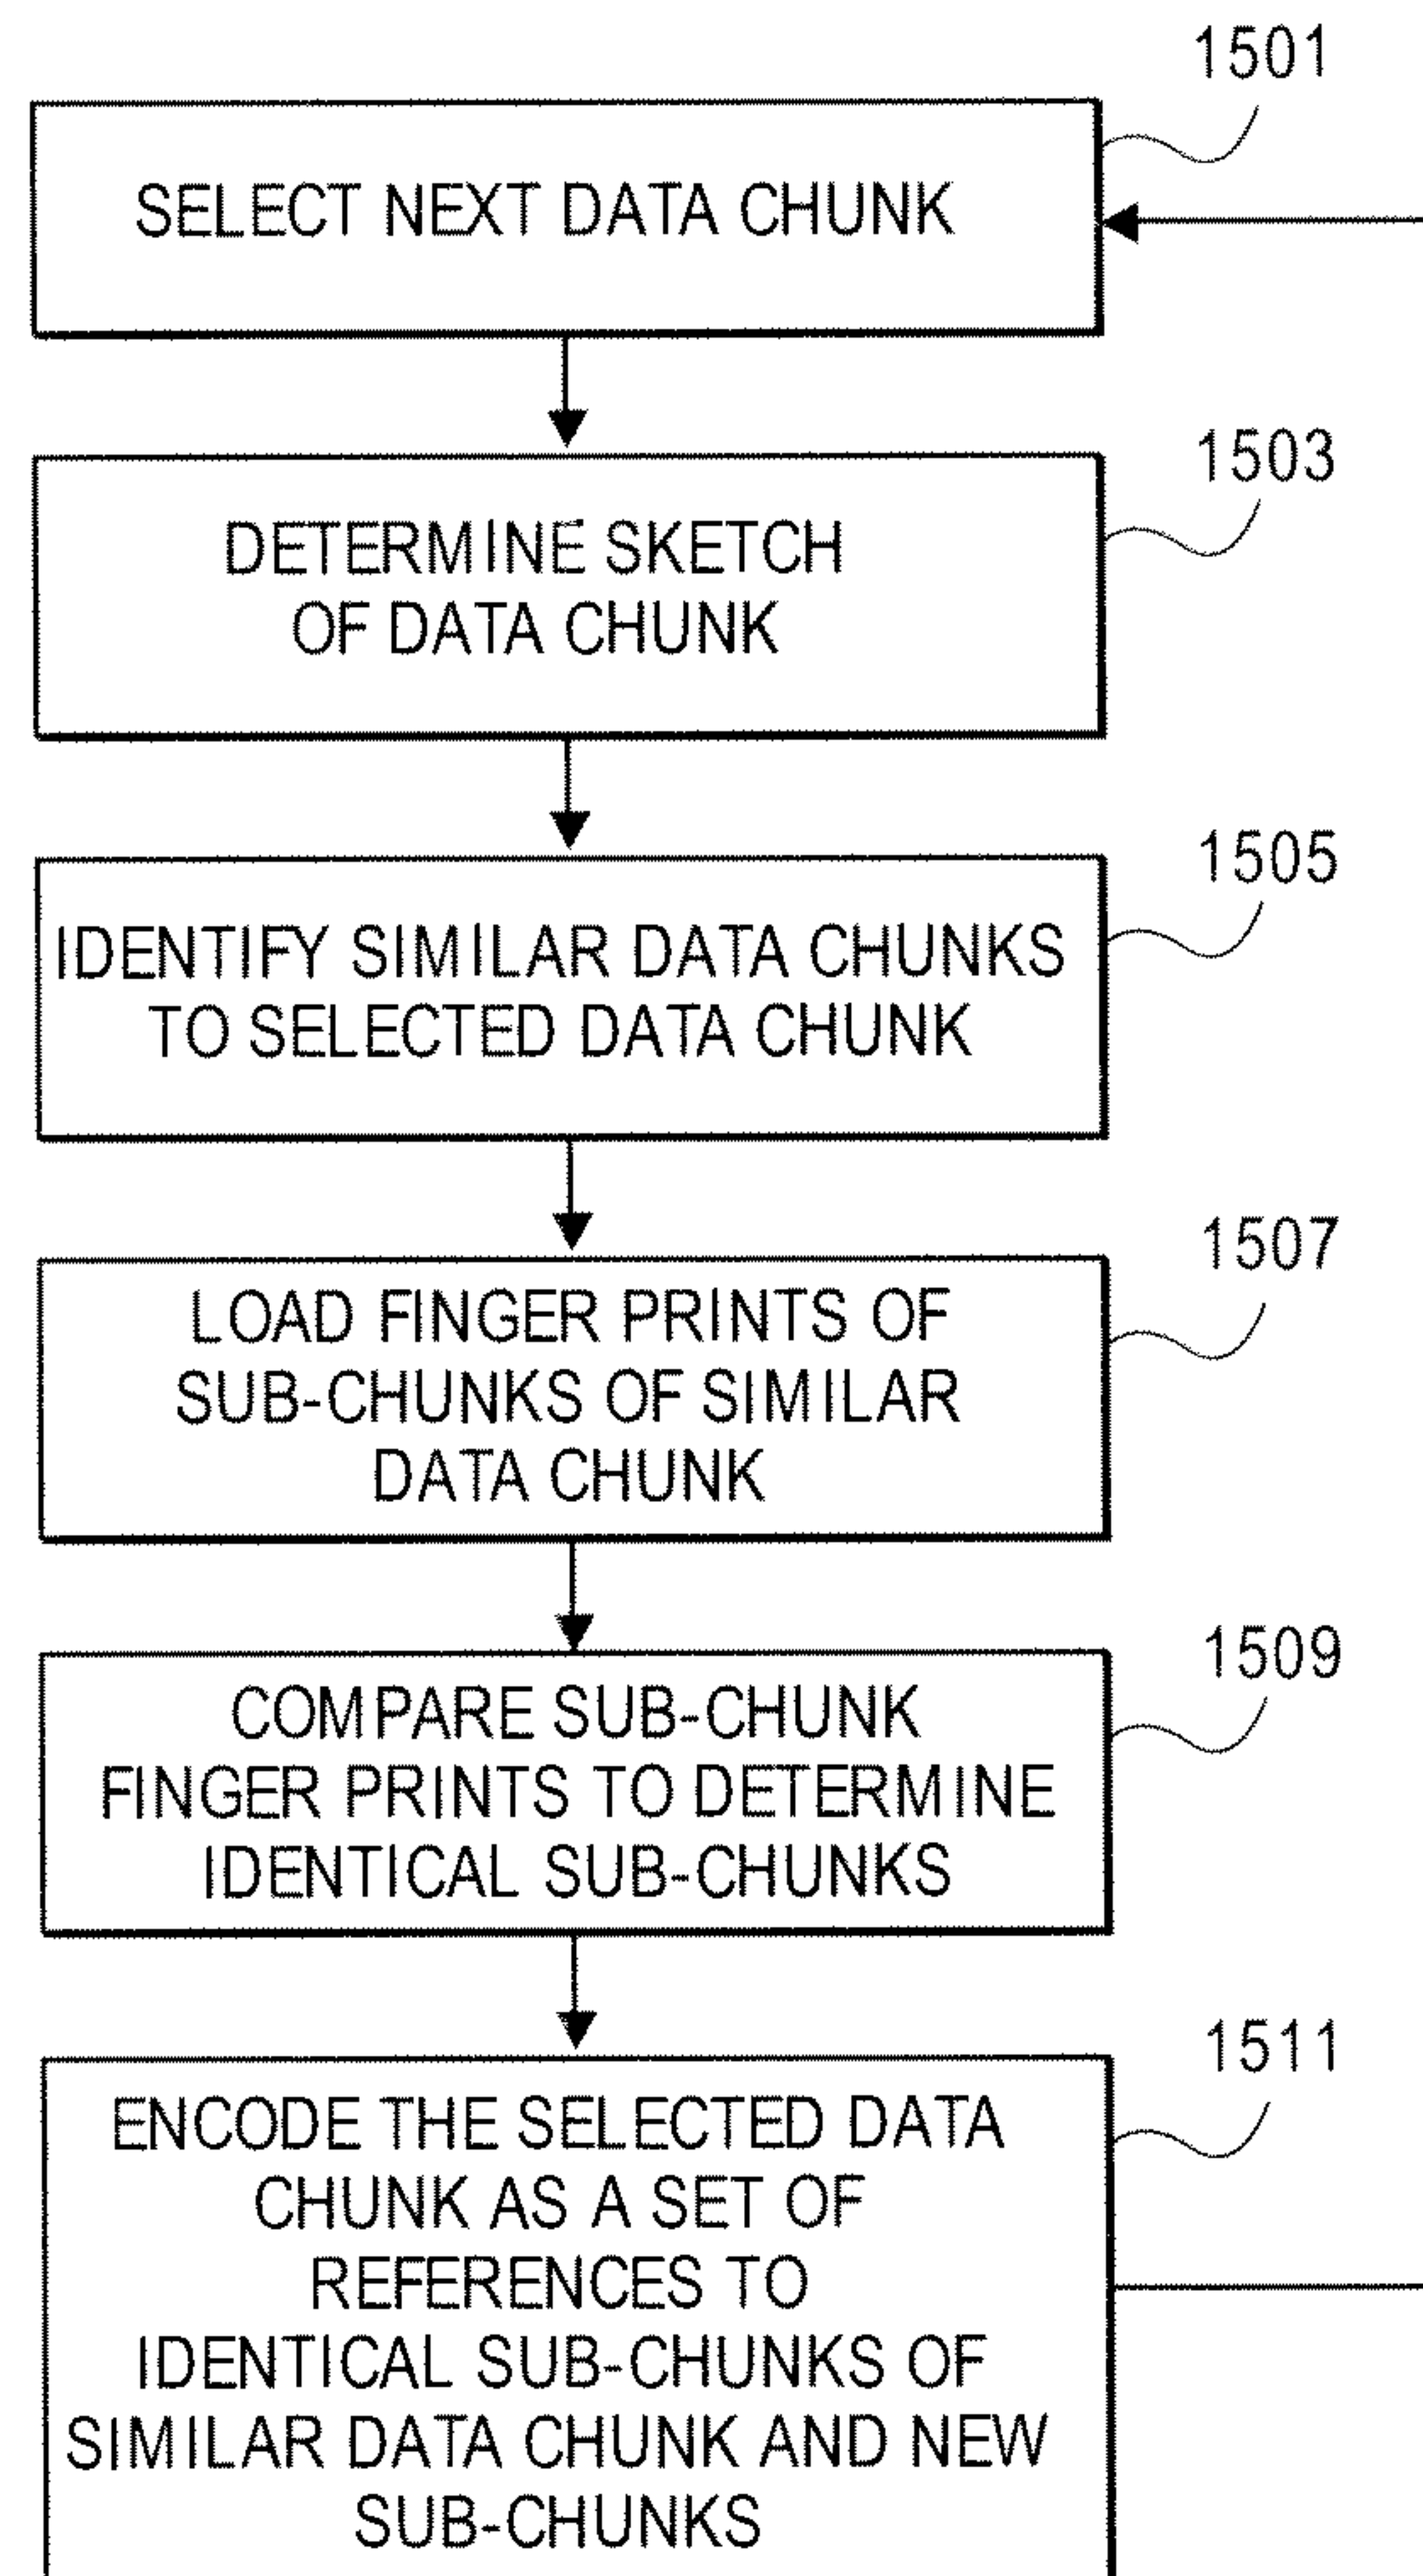 1501
SELECT NEXT DATA CHUNK
1503
DETERMINE SKETCH
OF DATA CHUNK
1505
IDENTIFY SIMILAR DATA CHUNKS
TO SELECTED DATA CHUNK
1507
LOAD FINGER PRINTS OF
SUB-CHUNKS OF SIMILAR
DATA CHUNK
1509
COMPARE SUB-CHUNK
FINGER PRINTS TO DETERMINE
IDENTICAL SUB-CHUNKS
1511
ENCODE THE SELECTED DATA
CHUNK AS A SET OF
REFERENCES TO
IDENTICAL SUB-CHUNKS OF
SIMILAR DATA CHUNK AND NEW
SUB-CHUNKS